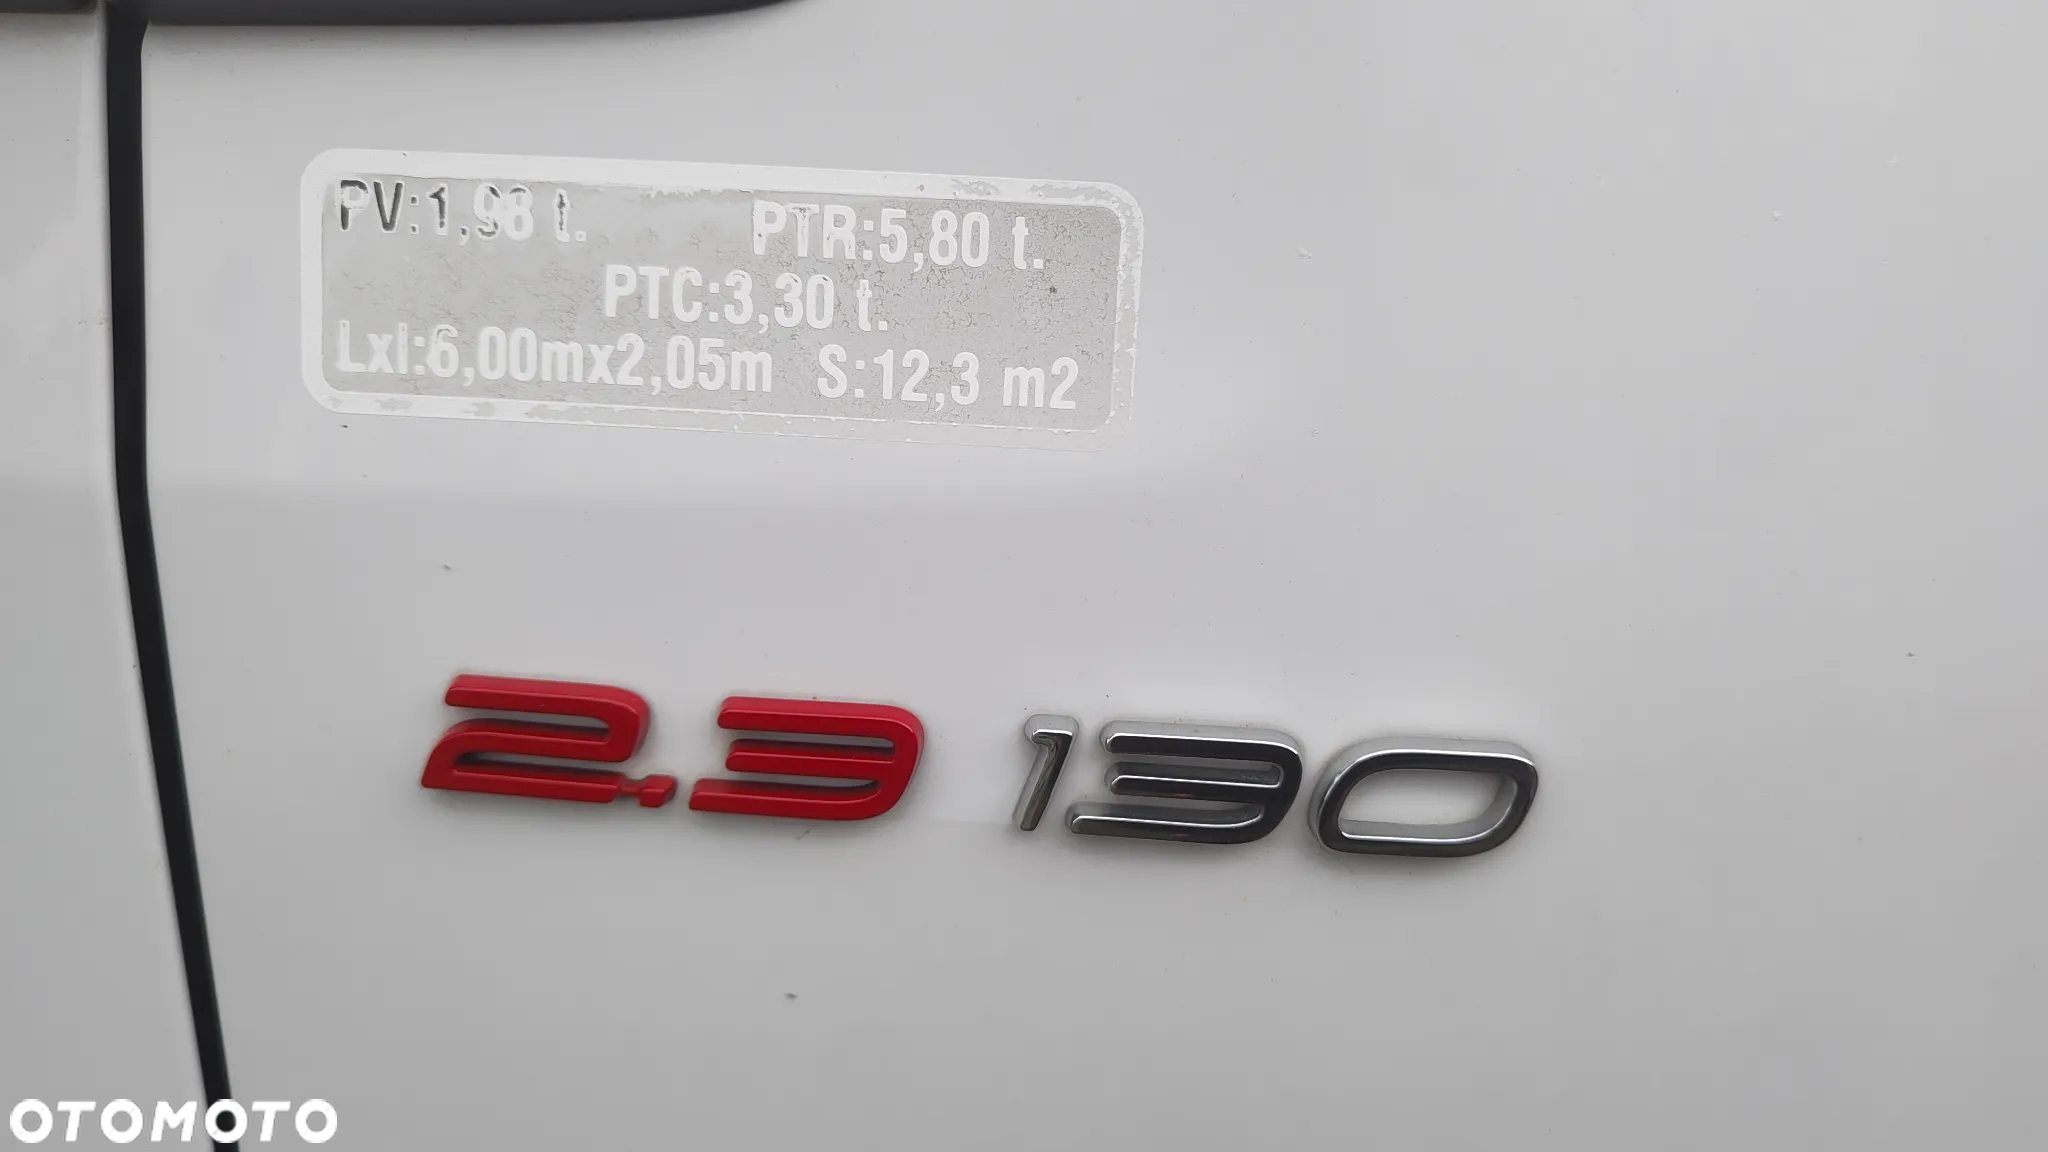 PV:1,98 t. PTR:5,80 t.
PTC:3,30 t.
Lxl:6,00mx2,05m S:12,3 m2
2.3 130
OTOMOTO